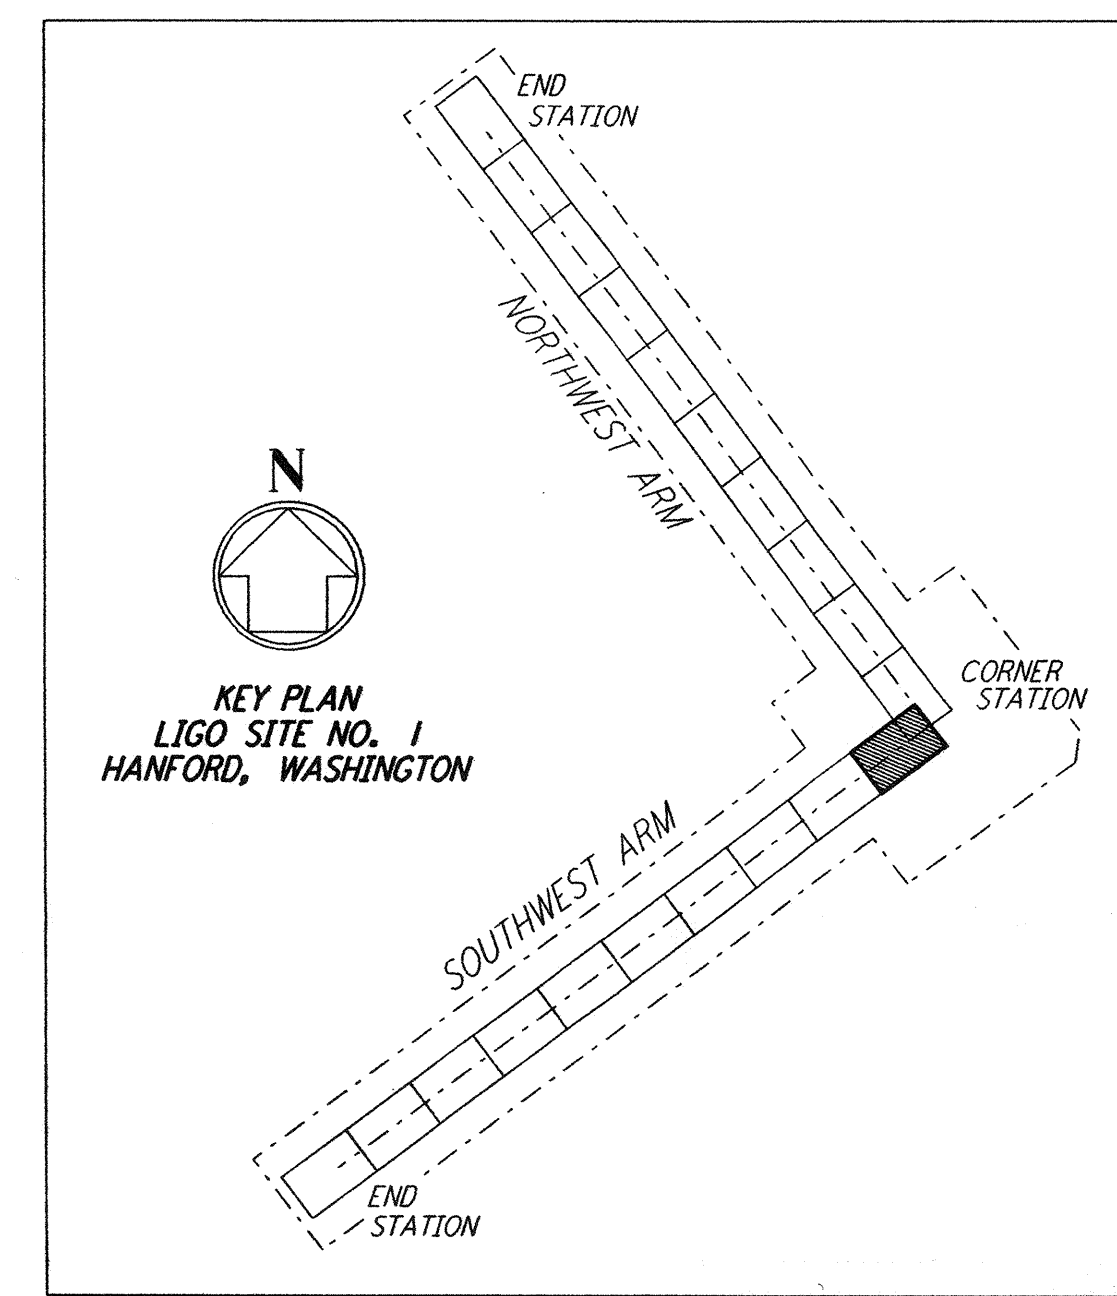 END
STATION
NORTHWEST ARM
N
KEY PLAN
LIGO SITE NO. 1
HANFORD, WASHINGTON
CORNER
STATION
SOUTHWEST ARM
END
STATION